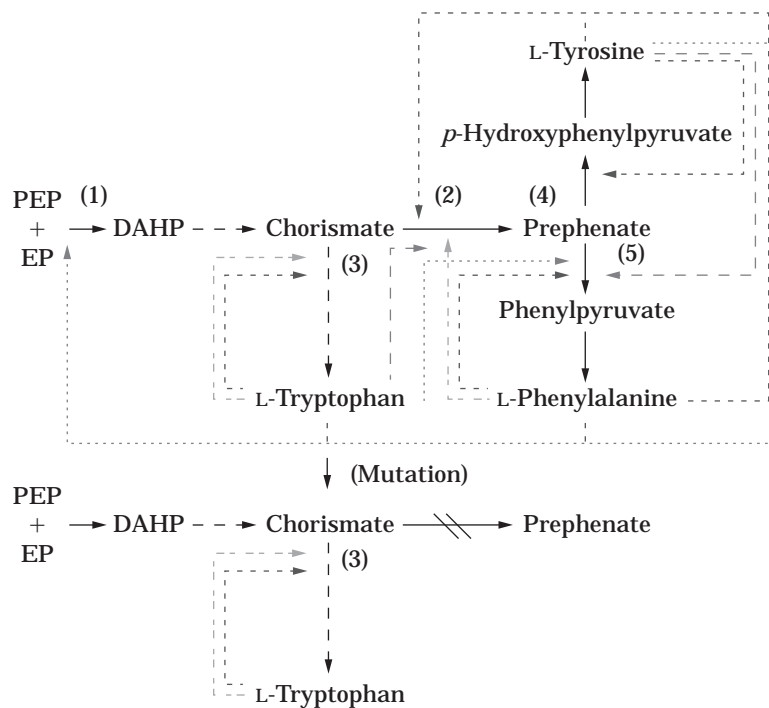 L-Tyrosine
p-Hydroxyphenylpyruvate
PEP (1) (2) (4)
+ DAHP Chorismate Prephenate
EP (3) (5)
Phenylpyruvate
L-Tryptophan L-Phenylalanine
(Mutation)
PEP
+ DAHP Chorismate Prephenate
EP (3)
L-Tryptophan